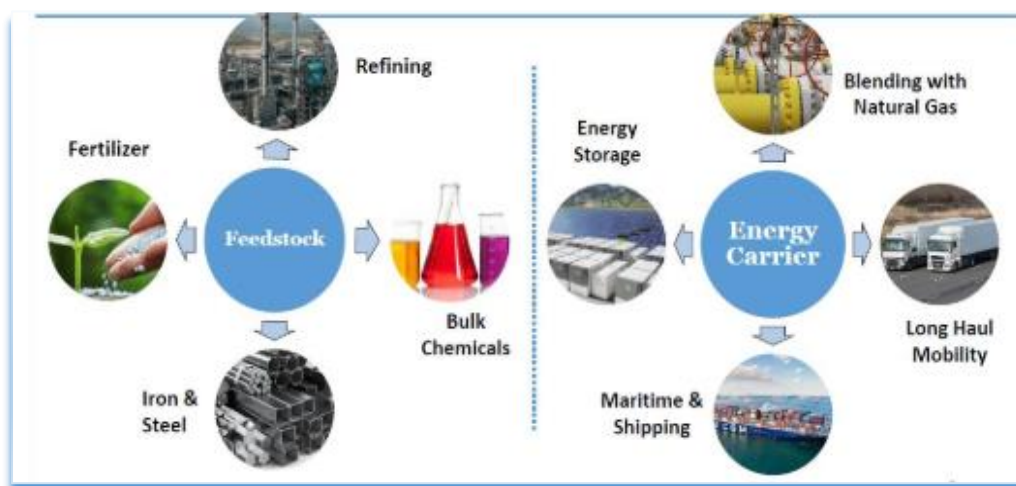 Refining
Fertilizer
Feedstock
Bulk
Chemicals
Iron &
Steel
Blending with
Natural Gas
Energy
Storage
Energy
Carrier
Long Haul
Mobility
Maritime &
Shipping